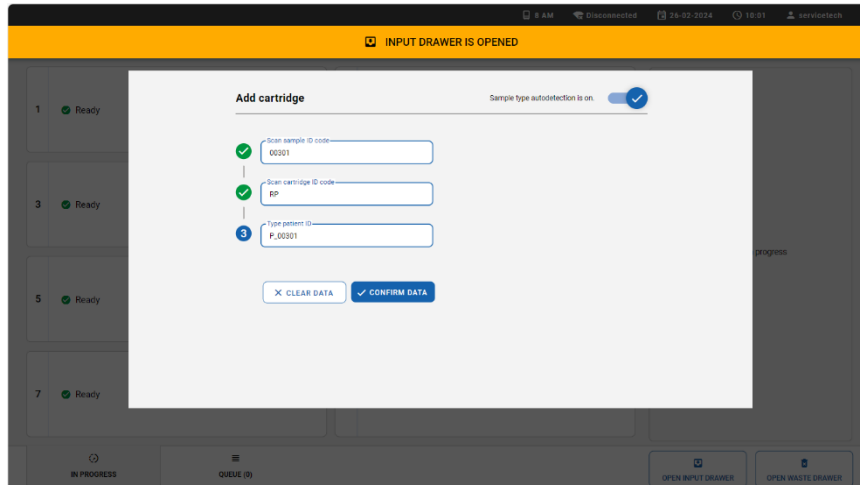 8 AM Disconnected 26-02-2024 10:01 servicetech
INPUT DRAWER IS OPENED
Add cartridge Sample type autodetection is on.
1 Ready
Scan sample ID code
00301
Scan cartridge ID code
RP
3 Ready
Type patient ID
3 P_00301
progress
CLEAR DATA CONFIRM DATA
5 Ready
7 Ready
IN PROGRESS QUEUE (0) OPEN INPUT DRAWER OPEN WASTE DRAWER